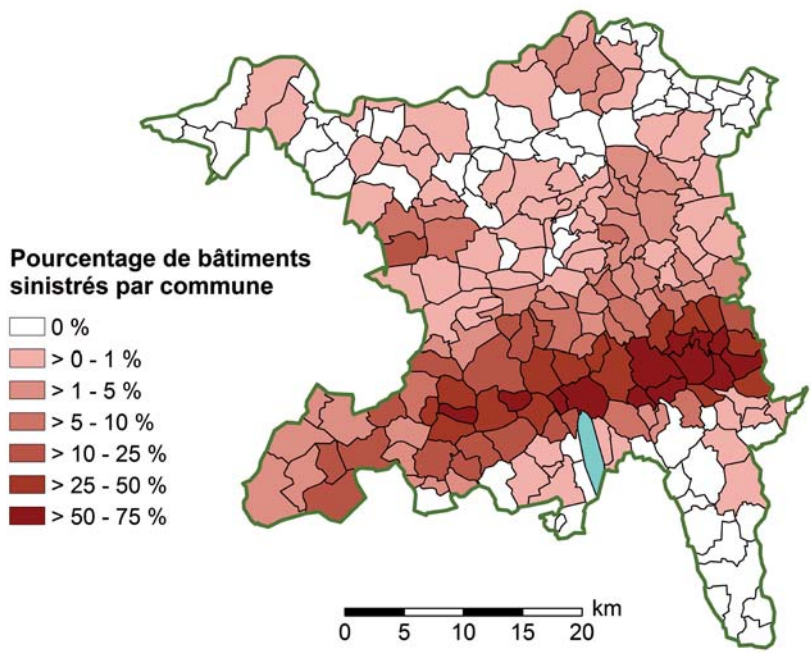 Pourcentage de bâtiments
sinistrés par commune
0 %
> 0 - 1 %
> 1 - 5 %
> 5 - 10 %
> 10 - 25 %
> 25 - 50 %
> 50 - 75 %
km
0 5 10 15 20